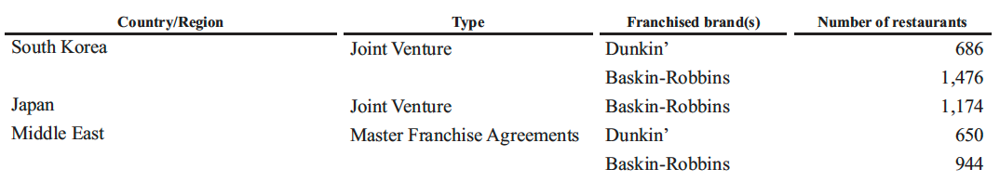 Country/Region Type Franchised brand(s) Number of restaurants
South Korea Joint Venture Dunkin’ 686
Baskin-Robbins 1,476
Japan Joint Venture Baskin-Robbins 1,174
Middle East Master Franchise Agreements Dunkin’ 650
Baskin-Robbins 944